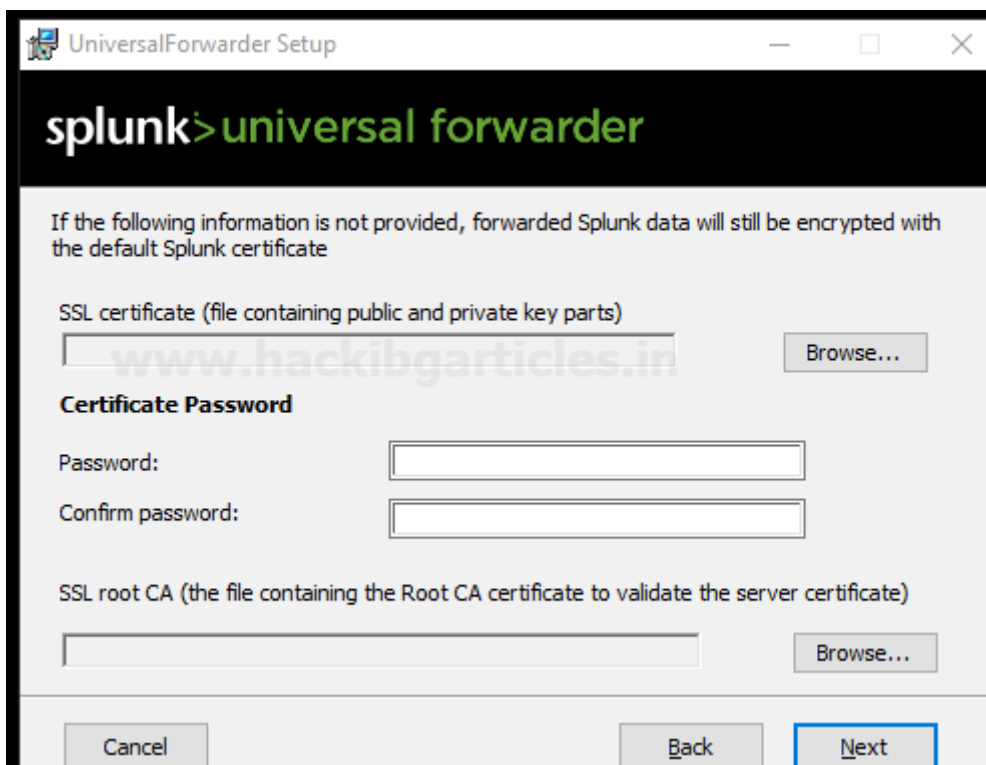 UniversalForwarder Setup
splunk>universal forwarder
If the following information is not provided, forwarded Splunk data will still be encrypted with
the default Splunk certificate
SSL certificate (file containing public and private key parts)
www.hackibgarticles.in
Browse...
Certificate Password
Password:
Confirm password:
SSL root CA (the file containing the Root CA certificate to validate the server certificate)
Browse...
Cancel
Back
Next